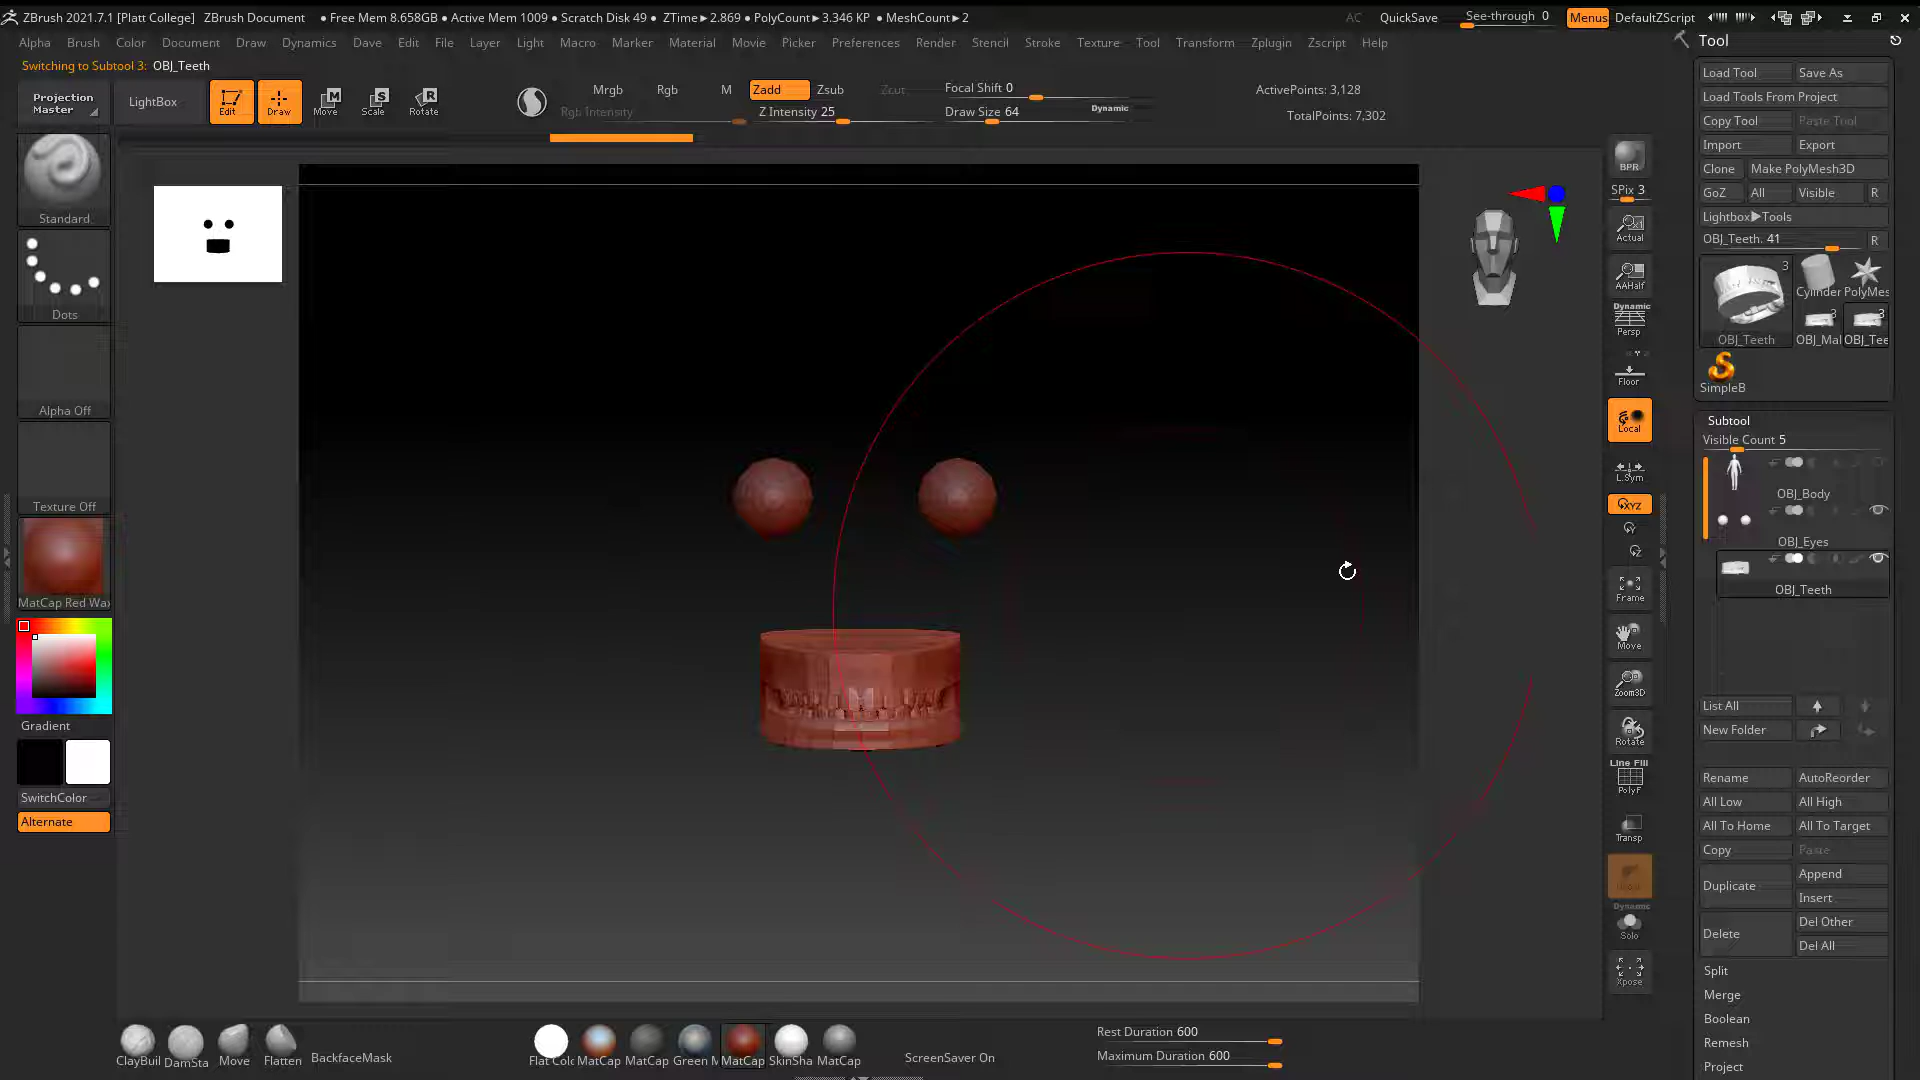 ZBrush 2021.7.1 [Platt College] ZBrush Document • Free Mem 8.658GB • Active Mem 1009 • Scratch Disk 49 • ZTime▸2.869 • PolyCount▸3.346 KP • MeshCount▸2 AC QuickSave See-through 0 Menus DefaultZScript
Alpha Brush Color Document Draw Dynamics Dave Edit File Layer Light Macro Marker Material Movie Picker Preferences Render Stencil Stroke Texture Tool Transform Zplugin Zscript Help
Switching to Subtool 3: OBJ_Teeth
Projection Master
LightBox
Edit
Draw
Move
Scale
Rotate
Mrgb Rgb M Zadd Zsub Zcut
Rgb Intensity Z Intensity 25
Focal Shift 0
Draw Size 64 Dynamic
ActivePoints: 3,128
TotalPoints: 7,302
Standard
Dots
Alpha Off
Texture Off
MatCap Red Wax
Gradient
SwitchColor
Alternate
BPR
SPix 3
Actual
AAHalf
Dynamic
Persp
Floor
Local
L.Sym
XYZ
Frame
Move
Zoom3D
Rotate
Line Fill
PolyF
Transp
Dynamic
Solo
Xpose
Tool
Load Tool Save As
Load Tools From Project
Copy Tool Paste Tool
Import Export
Clone Make PolyMesh3D
GoZ All Visible R
Lightbox▸Tools
OBJ_Teeth. 41 R
3
Cylinder PolyMes
3 3
OBJ_Teeth OBJ_Mal OBJ_Tee
SimpleB
Subtool
Visible Count 5
OBJ_Body
OBJ_Eyes
OBJ_Teeth
List All
New Folder
Rename AutoReorder
All Low All High
All To Home All To Target
Copy Paste
Duplicate Append
Insert
Delete Del Other
Del All
Split
Merge
Boolean
Remesh
Project
ClayBuil DamSta Move Flatten BackfaceMask
Flat Colo MatCap MatCap Green M MatCap SkinSha MatCap
ScreenSaver On
Rest Duration 600
Maximum Duration 600